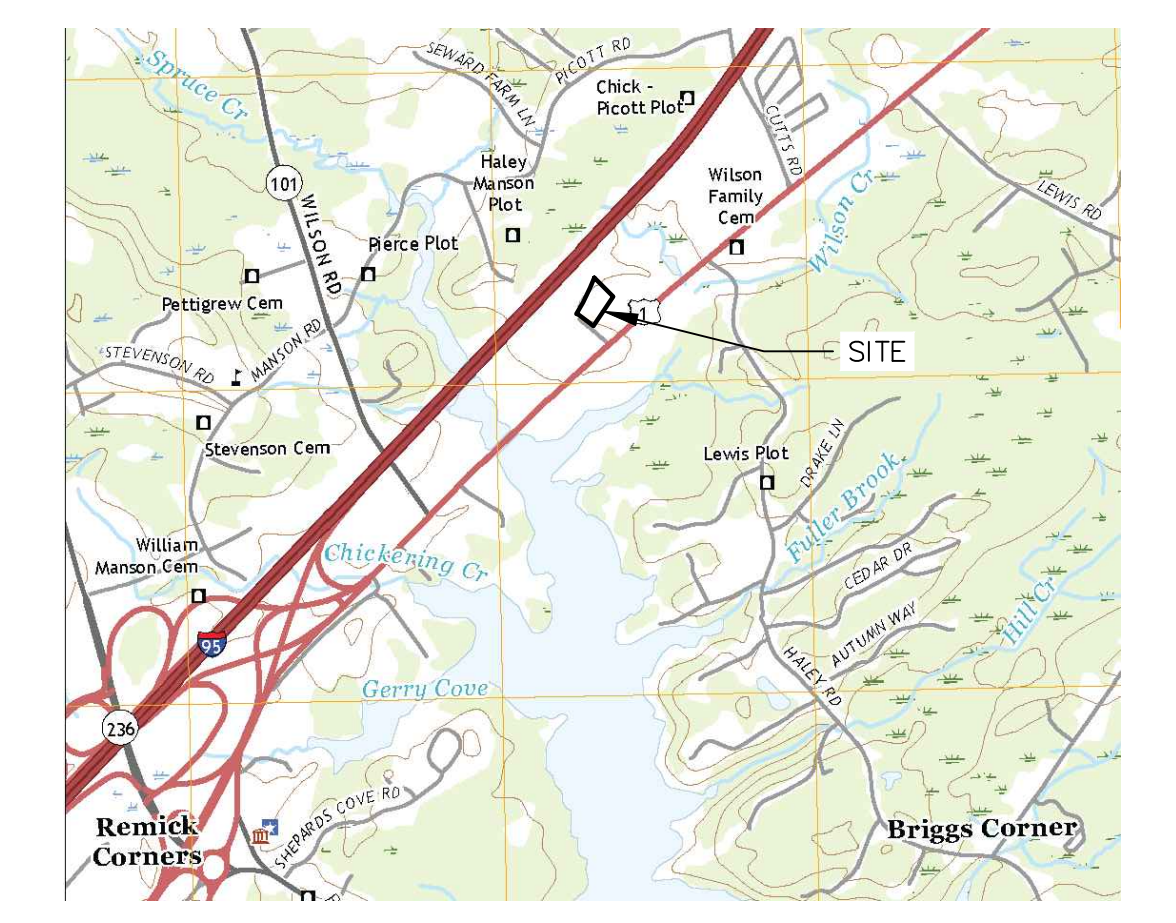 SEWARD FARM LN
PICOTT RD
Spruce Cr
Chick -
Picott Plot
CUTTS RD
Haley
Manson
Plot
Wilson
Family
Cem
101
WILSON RD
Wilson Cr
LEWIS RD
Pierce Plot
Pettigrew Cem
1
SITE
STEVENSON RD
MANSON RD
Stevenson Cem
Lewis Plot
DRAKE LN
Fuller Brook
William
Manson Cem
Chickering Cr
CEDAR DR
Hill Cr
AUTUMN WAY
95
HALEY RD
Gerry Cove
236
SHEPARDS COVE RD
Remick
Corners
Briggs Corner